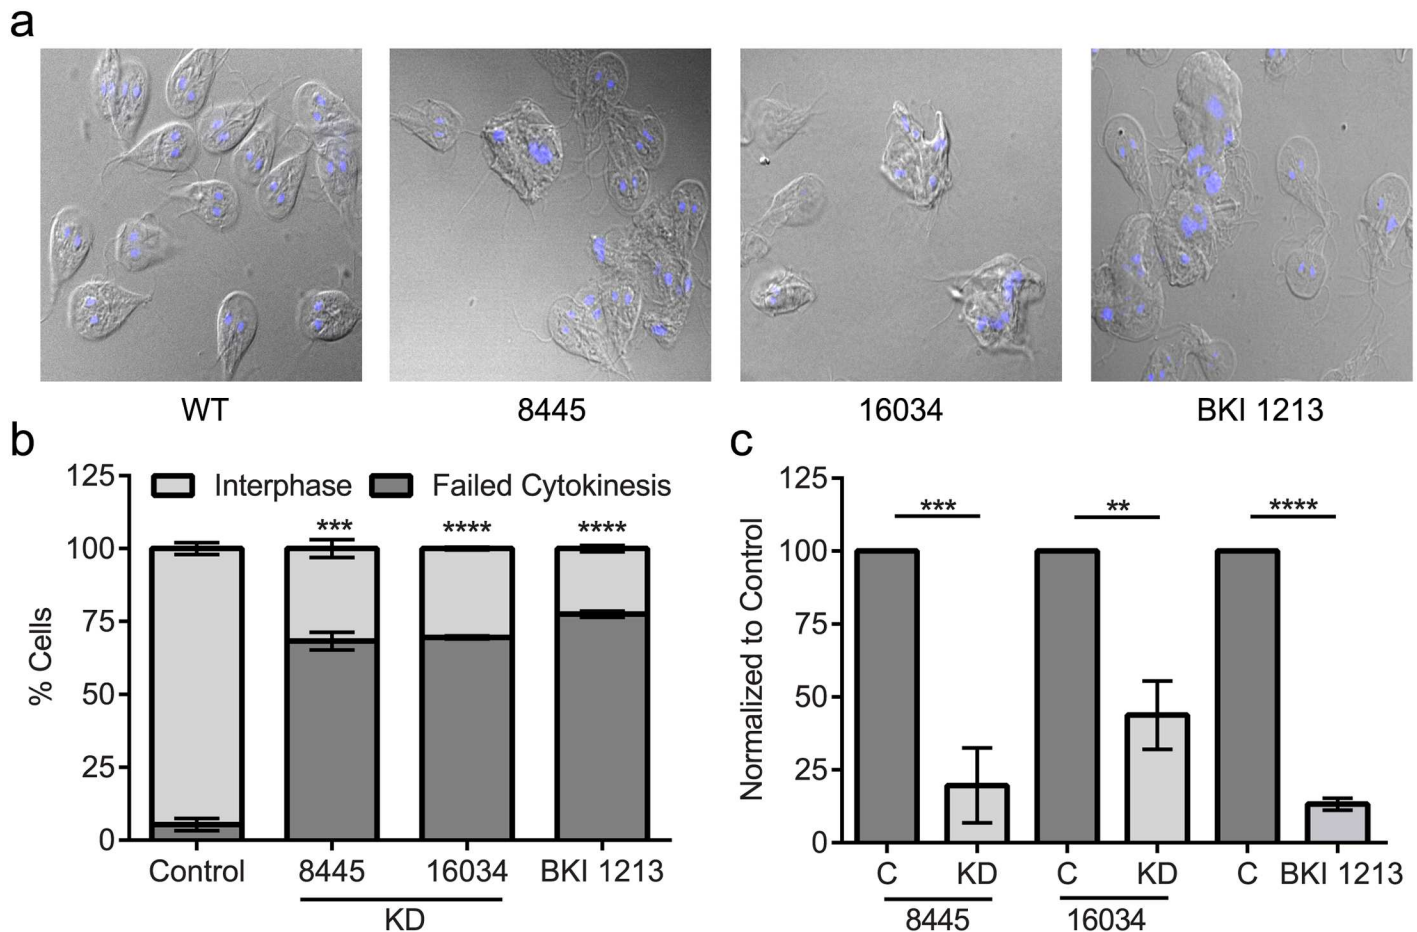 a
WT
8445
16034
BKI 1213
b
c
125
100
75
50
25
0
% Cells
Interphase
Failed Cytokinesis
***
****
****
Control
8445
16034
BKI 1213
KD
125
100
75
50
25
0
Normalized to Control
***
**
****
C
KD
C
KD
C
BKI 1213
8445
16034